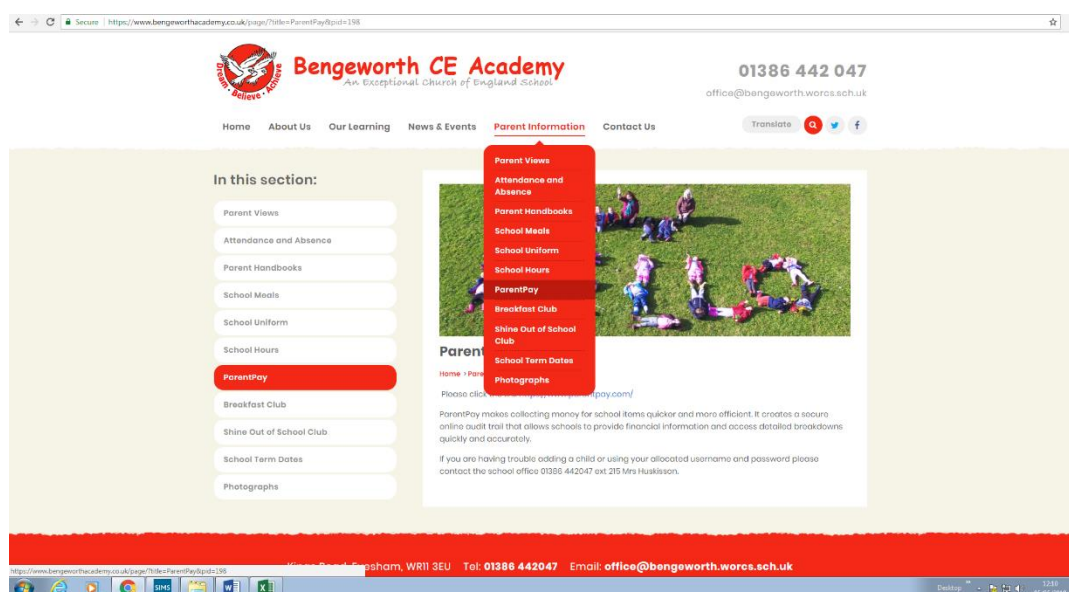 Secure | https://www.bengeworthacademy.co.uk/page/?title=ParentPay&pid=198
Dream · Believe · Achieve
Bengeworth CE Academy
An Exceptional Church of England School
01386 442 047
office@bengeworth.worcs.sch.uk
Home About Us Our Learning News & Events Parent Information Contact Us Translate
Parent Views
Attendance and
Absence
Parent Handbooks
School Meals
School Uniform
School Hours
ParentPay
Breakfast Club
Shine Out of School
Club
School Term Dates
Photographs
In this section:
Parent Views
Attendance and Absence
Parent Handbooks
School Meals
School Uniform
School Hours
ParentPay
Breakfast Club
Shine Out of School Club
School Term Dates
Photographs
Parent
Home > Pare
Please click
pay.com/
ParentPay makes collecting money for school items quicker and more efficient. It creates a secure
online audit trail that allows schools to provide financial information and access detailed breakdowns
quickly and accurately.
If you are having trouble adding a child or using your allocated username and password please
contact the school office 01386 442047 ext 215 Mrs Huskisson.
sham, WR11 3EU Tel: 01386 442047 Email: office@bengeworth.worcs.sch.uk
https://www.bengeworthacademy.co.uk/page/?title=ParentPay&pid=198
SIMS
Desktop
12:10